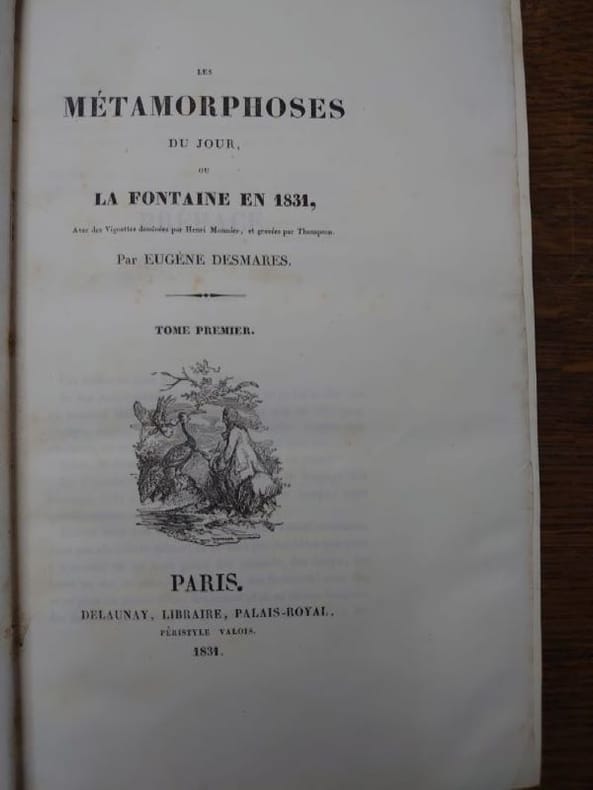 LES
MÉTAMORPHOSES
DU JOUR,
OU
LA FONTAINE EN 1831,
Avec des Vignettes dessinées par Henri Monnier, et gravées par Thompson.
Par EUGÈNE DESMARES.
TOME PREMIER.
PARIS.
DELAUNAY, LIBRAIRE, PALAIS-ROYAL,
PÉRISTYLE VALOIS.
1831.